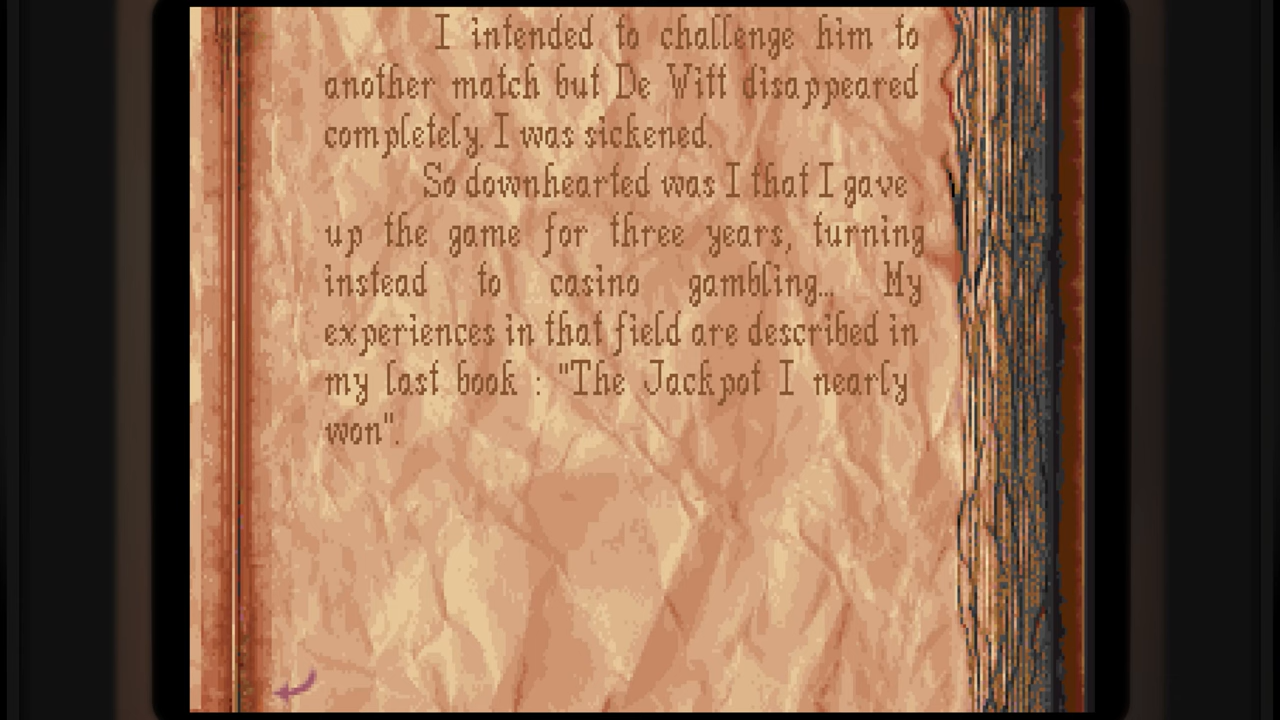 I intended to challenge him to
another match but De Witt disappeared
completely. I was sickened.
So downhearted was I that I gave
up the game for three years, turning
instead to casino gambling... My
experiences in that field are described in
my last book : "The Jackpot I nearly
won".